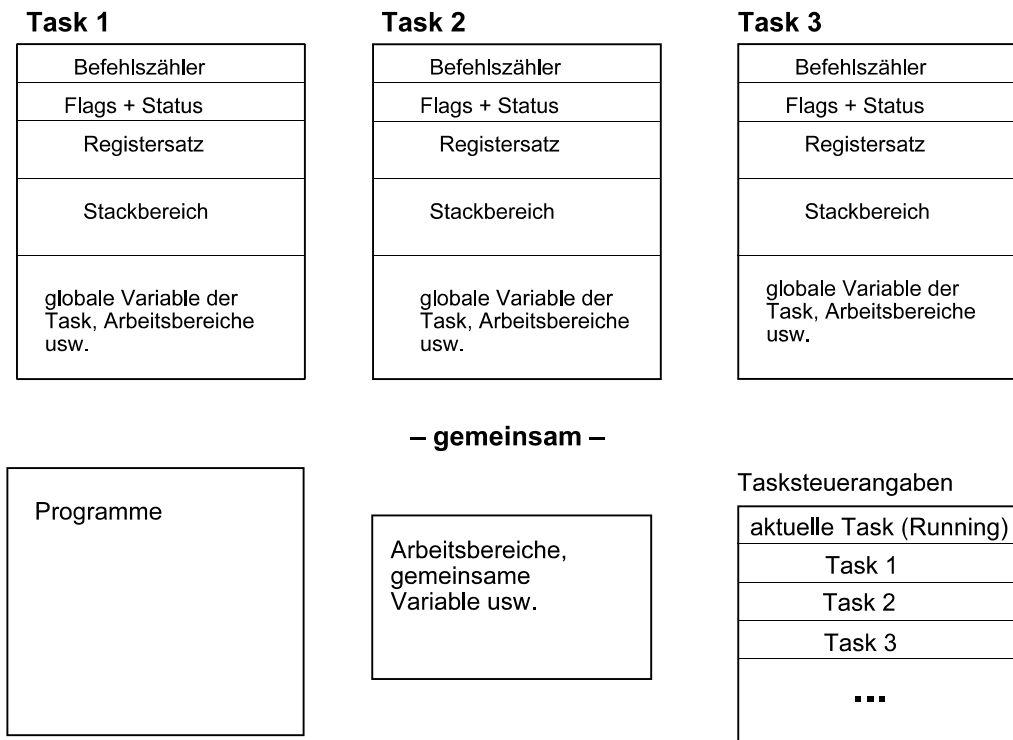 Task 1
Befehlszähler
Flags + Status
Registersatz
Stackbereich
globale Variable der
Task, Arbeitsbereiche
usw.
Task 2
Befehlszähler
Flags + Status
Registersatz
Stackbereich
globale Variable der
Task, Arbeitsbereiche
usw.
Task 3
Befehlszähler
Flags + Status
Registersatz
Stackbereich
globale Variable der
Task, Arbeitsbereiche
usw.
– gemeinsam –
Programme
Arbeitsbereiche,
gemeinsame
Variable usw.
Tasksteuerangaben
aktuelle Task (Running)
Task 1
Task 2
Task 3
...